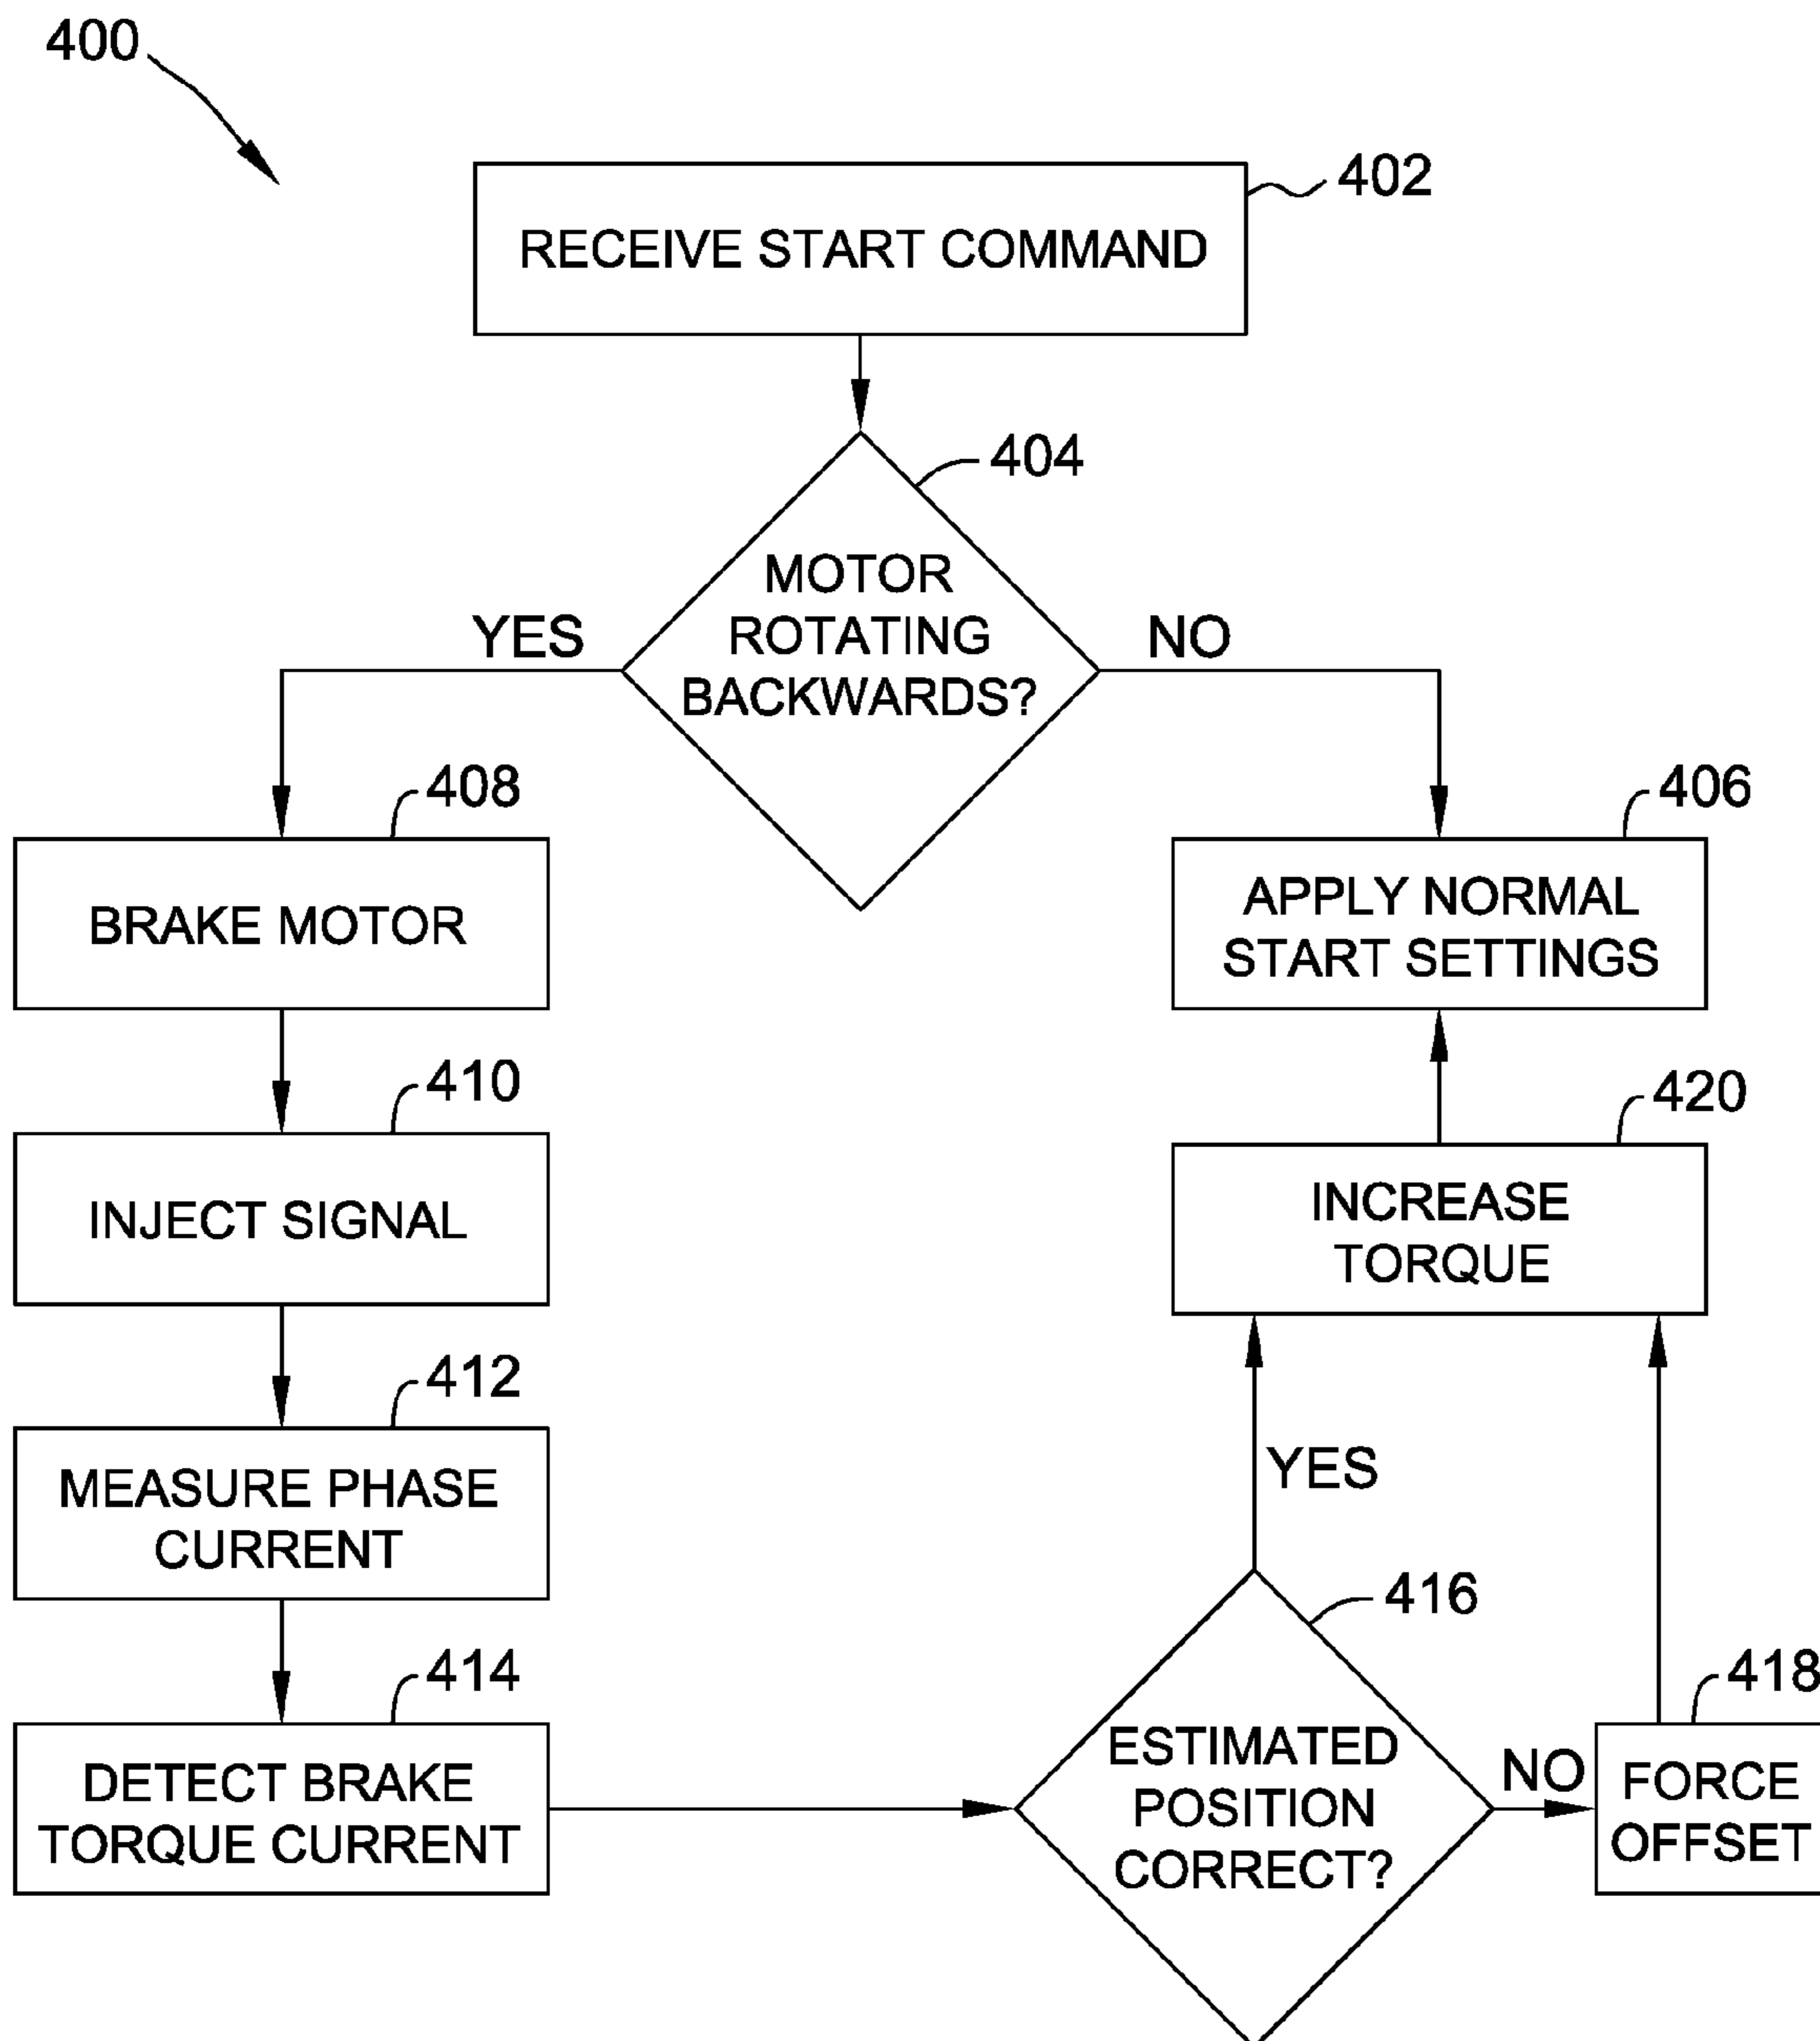 400
402
RECEIVE START COMMAND
404
MOTOR
ROTATING
BACKWARDS?
YES
NO
408
BRAKE MOTOR
406
APPLY NORMAL
START SETTINGS
410
INJECT SIGNAL
420
INCREASE
TORQUE
412
MEASURE PHASE
CURRENT
YES
414
DETECT BRAKE
TORQUE CURRENT
416
ESTIMATED
POSITION
CORRECT?
NO
418
FORCE
OFFSET